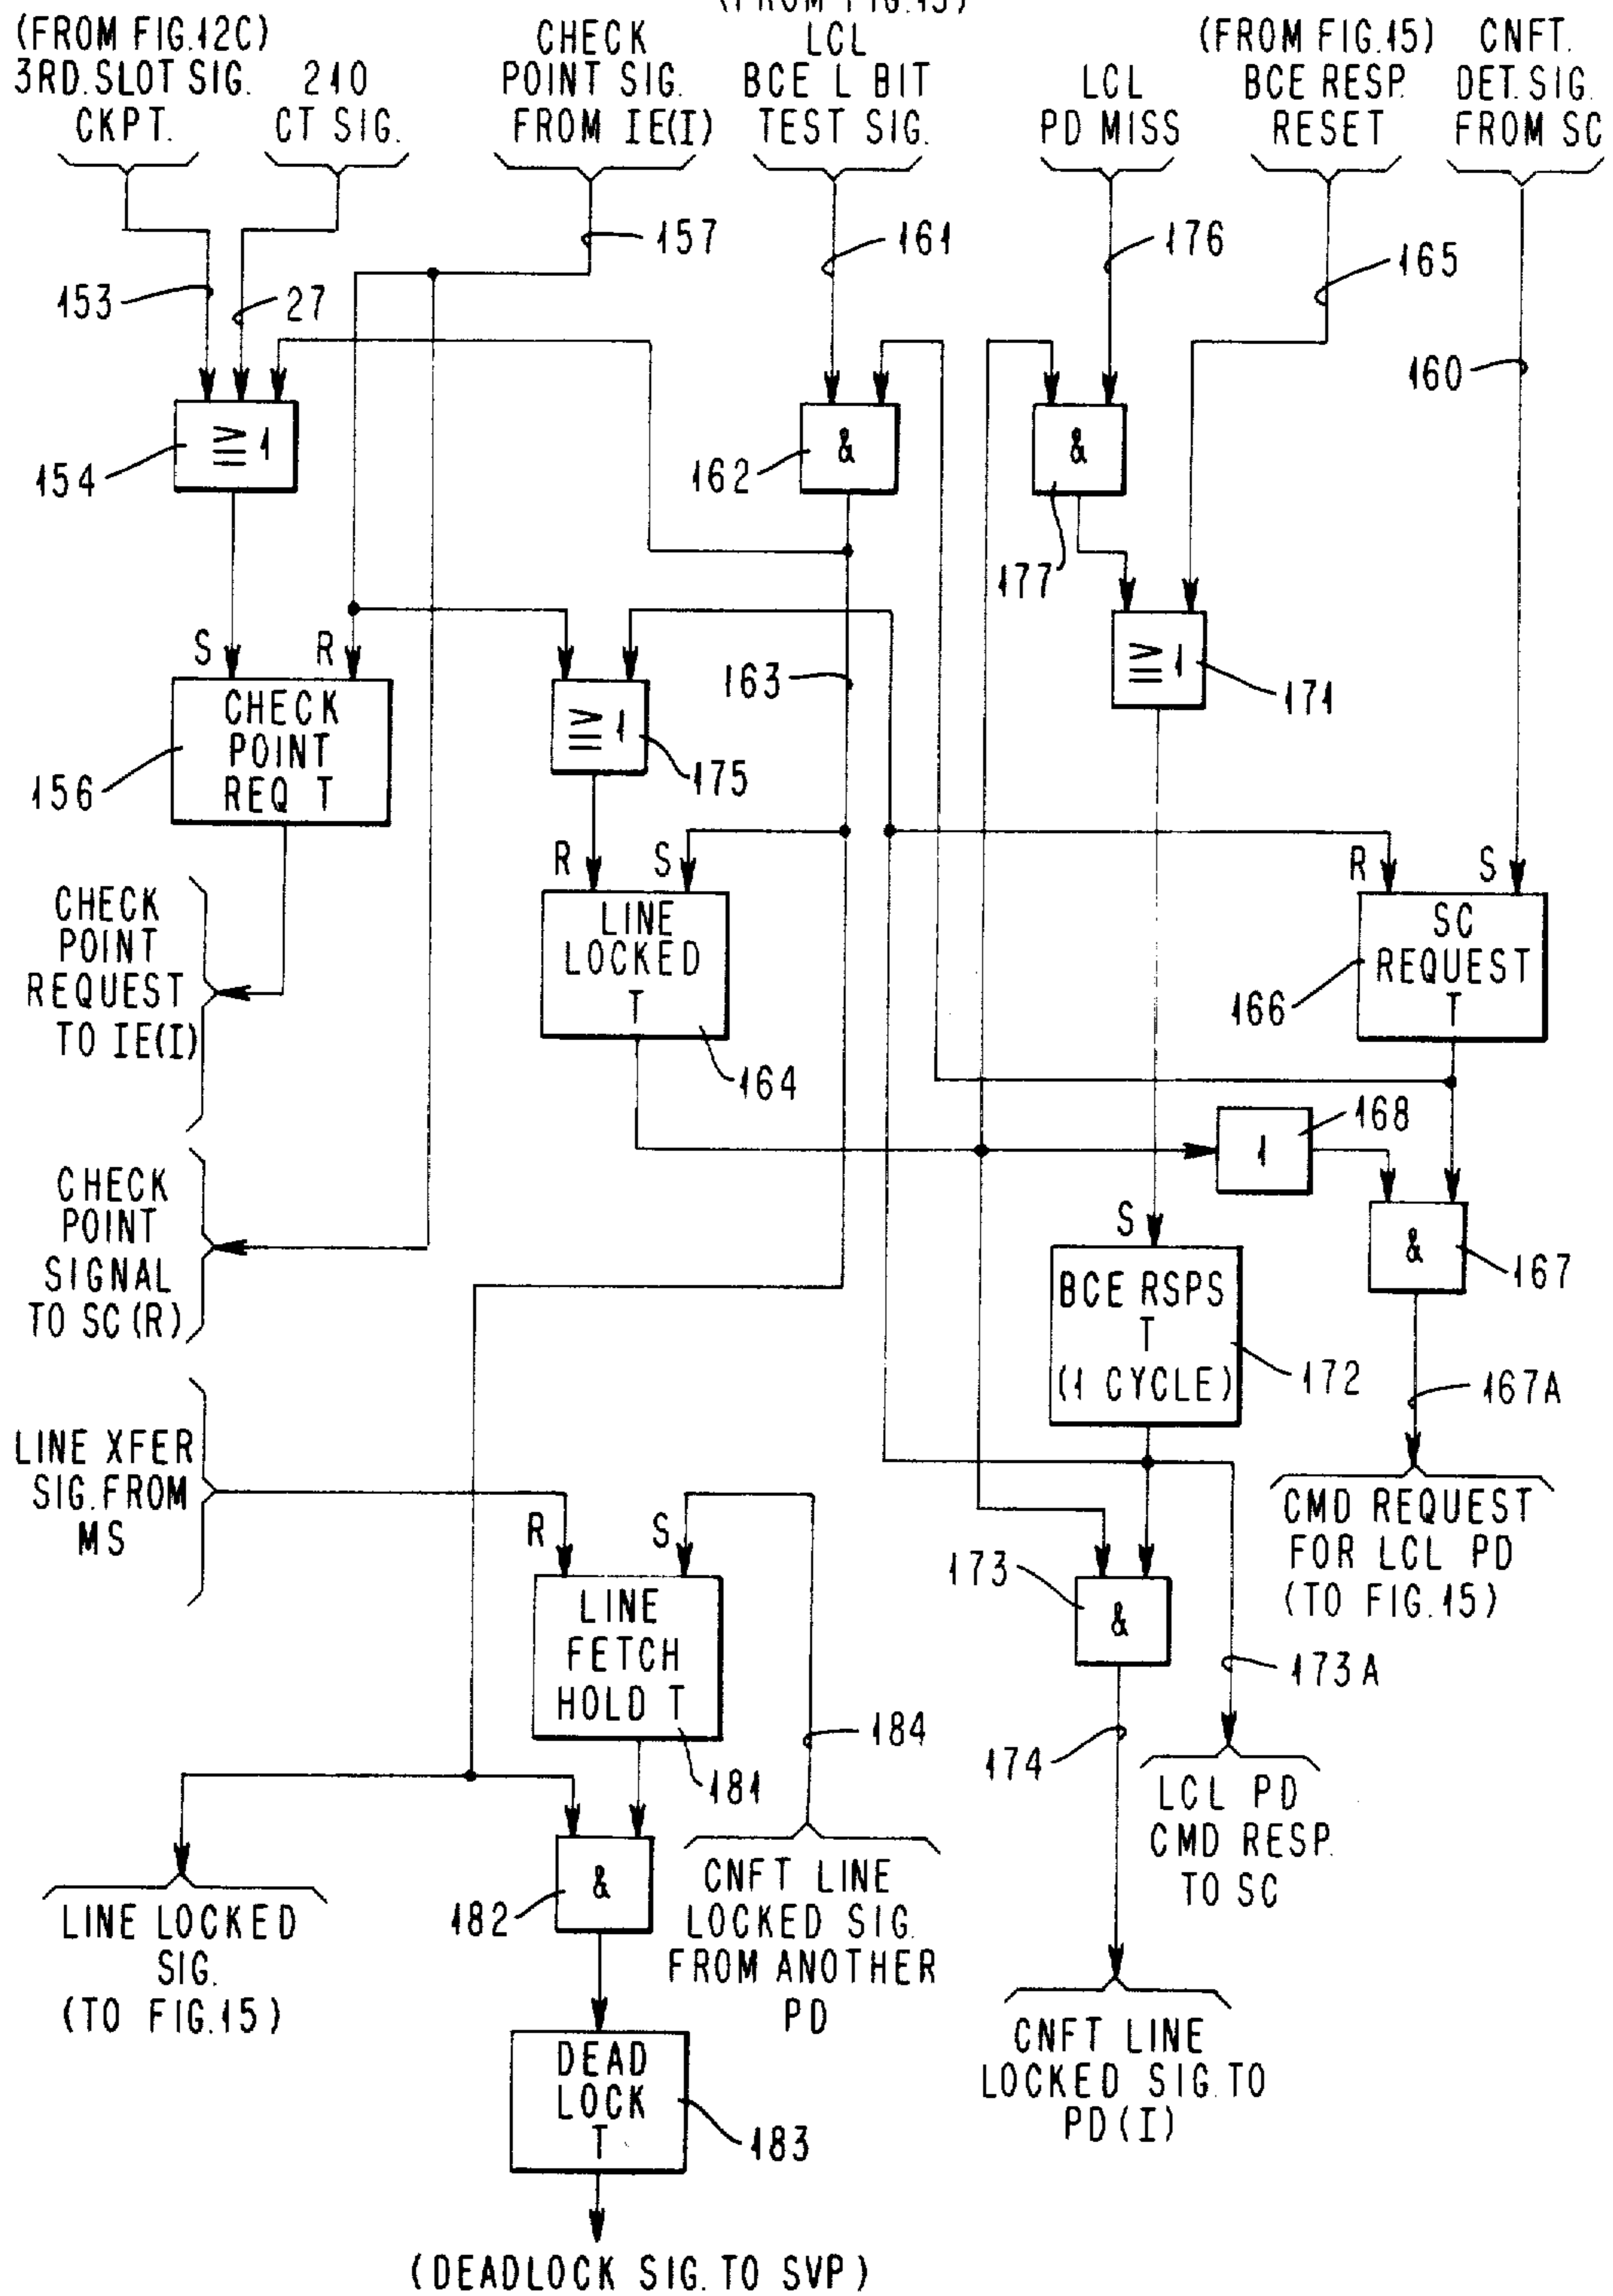 (FROM FIG.15)
(FROM FIG.12C)
3RD.SLOT SIG.
CKPT.
240
CT SIG.
CHECK
POINT SIG.
FROM IE(I)
LCL
BCE L BIT
TEST SIG.
LCL
PD MISS
(FROM FIG.15)
BCE RESP.
RESET
CNFT.
DET. SIG.
FROM SC
153
27
157
161
176
165
160
154
≥ 1
162
&
&
177
≥ 1
171
S
R
CHECK
POINT
REQ T
156
≥ 1
175
163
R
S
LINE
LOCKED
T
164
R
S
SC
REQUEST
T
166
CHECK
POINT
REQUEST
TO IE(I)
1
168
&
167
167A
CHECK
POINT
SIGNAL
TO SC(R)
S
BCE RSPS
T
(1 CYCLE)
172
CMD REQUEST
FOR LCL PD
(TO FIG.15)
LINE XFER
SIG. FROM
MS
R
S
LINE
FETCH
HOLD T
181
184
173
&
173A
174
LCL PD
CMD RESP.
TO SC
LINE LOCKED
SIG.
(TO FIG.15)
182
&
CNFT LINE
LOCKED SIG.
FROM ANOTHER
PD
CNFT LINE
LOCKED SIG. TO
PD(I)
DEAD
LOCK
T
183
(DEADLOCK SIG. TO SVP)